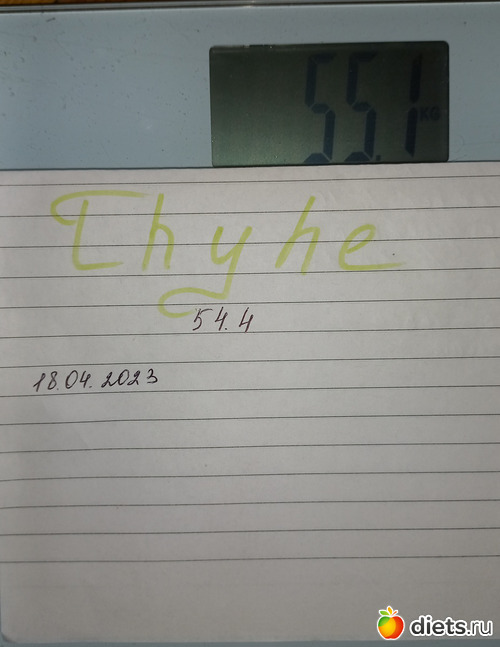 55.1 KG
Thyhe
54.4
18.04.2023
diets.ru